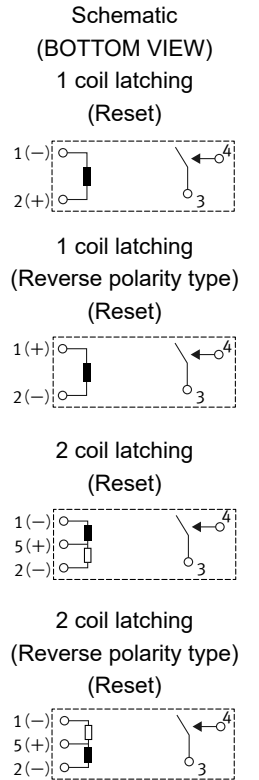 Schematic
(BOTTOM VIEW)
1 coil latching
(Reset)
1(−) 4
2(+) 3
1 coil latching
(Reverse polarity type)
(Reset)
1(+) 4
2(−) 3
2 coil latching
(Reset)
1(−) 4
5(+)
2(−) 3
2 coil latching
(Reverse polarity type)
(Reset)
1(−) 4
5(+)
2(−) 3